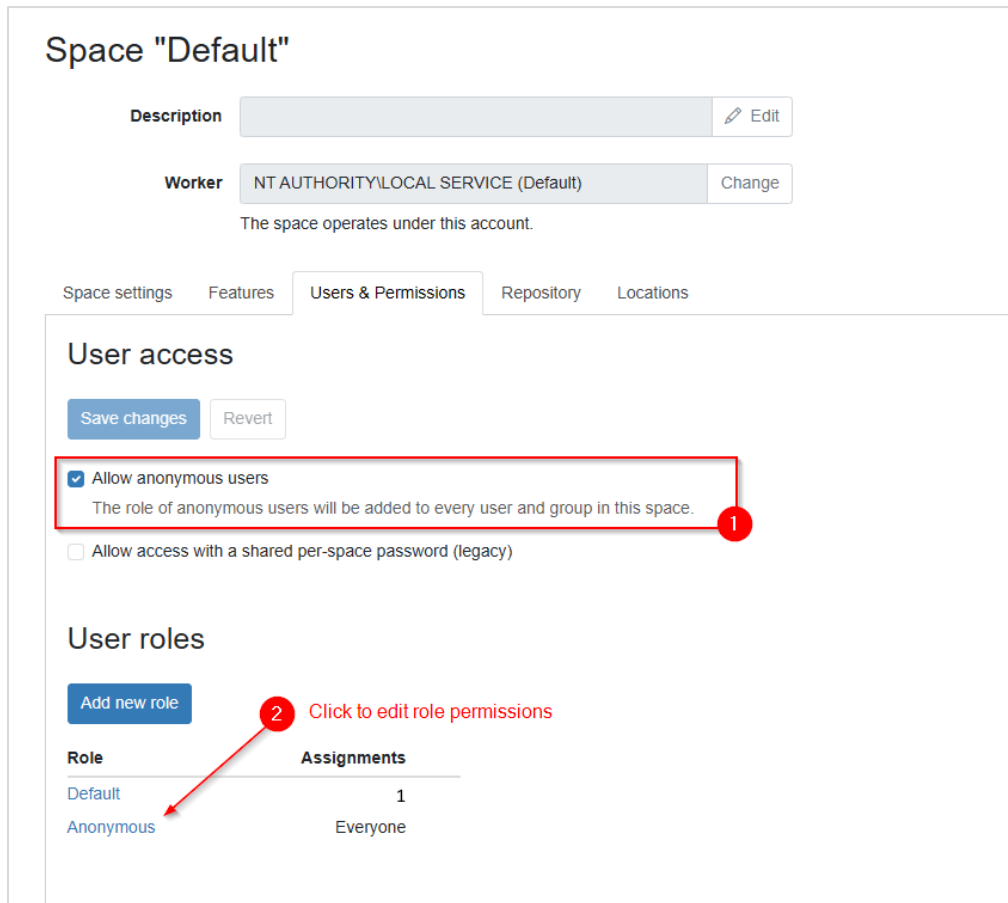 Space "Default"
Description
Edit
Worker
NT AUTHORITY\LOCAL SERVICE (Default)
Change
The space operates under this account.
Space settings
Features
Users & Permissions
Repository
Locations
User access
Save changes
Revert
Allow anonymous users
The role of anonymous users will be added to every user and group in this space.
1
Allow access with a shared per-space password (legacy)
User roles
Add new role
2
Click to edit role permissions
Role
Assignments
Default
1
Anonymous
Everyone